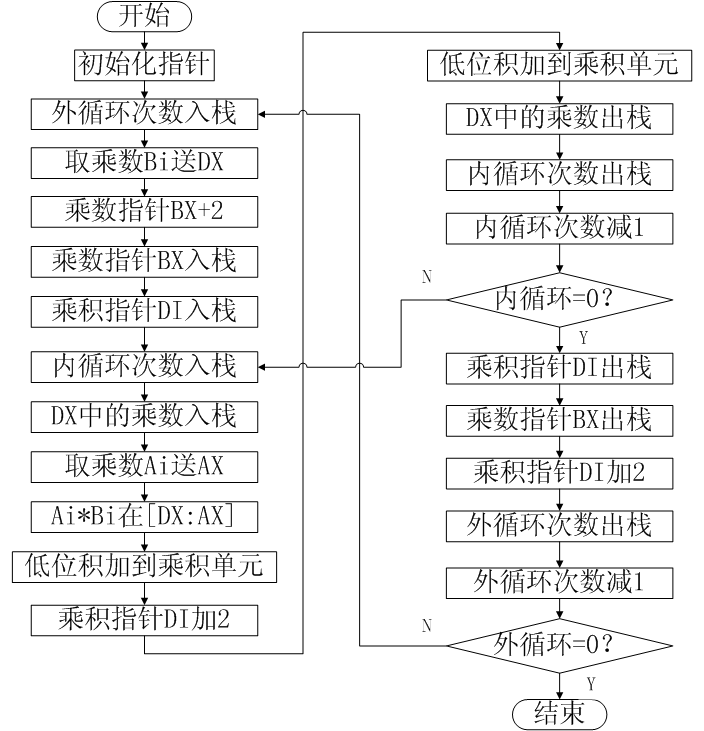 开始
初始化指针
外循环次数入栈
取乘数Bi送DX
乘数指针BX+2
乘数指针BX入栈
乘积指针DI入栈
内循环次数入栈
DX中的乘数入栈
取乘数Ai送AX
Ai*Bi在[DX:AX]
低位积加到乘积单元
乘积指针DI加2
低位积加到乘积单元
DX中的乘数出栈
内循环次数出栈
内循环次数减1
内循环=0?
N
Y
乘积指针DI出栈
乘数指针BX出栈
乘积指针DI加2
外循环次数出栈
外循环次数减1
外循环=0?
N
Y
结束